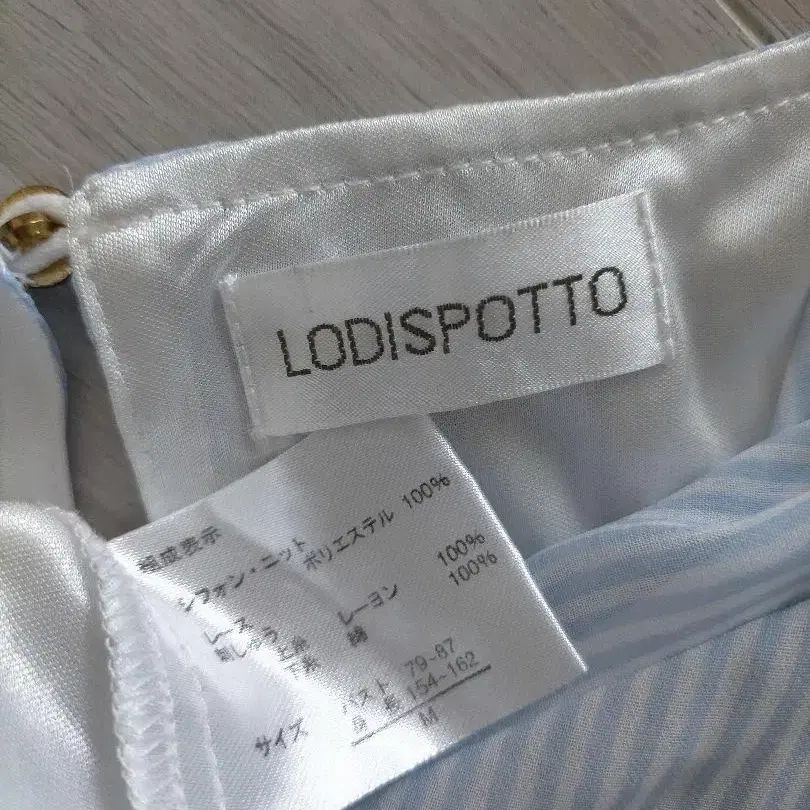 LODISPOTTO
組成表示
シフォン・ニット
ポリエステル 100%
レース
刺しゅう 上糸 レーヨン 100%
下糸 綿 100%
サイズ バスト 79~87
身長 154~162
M